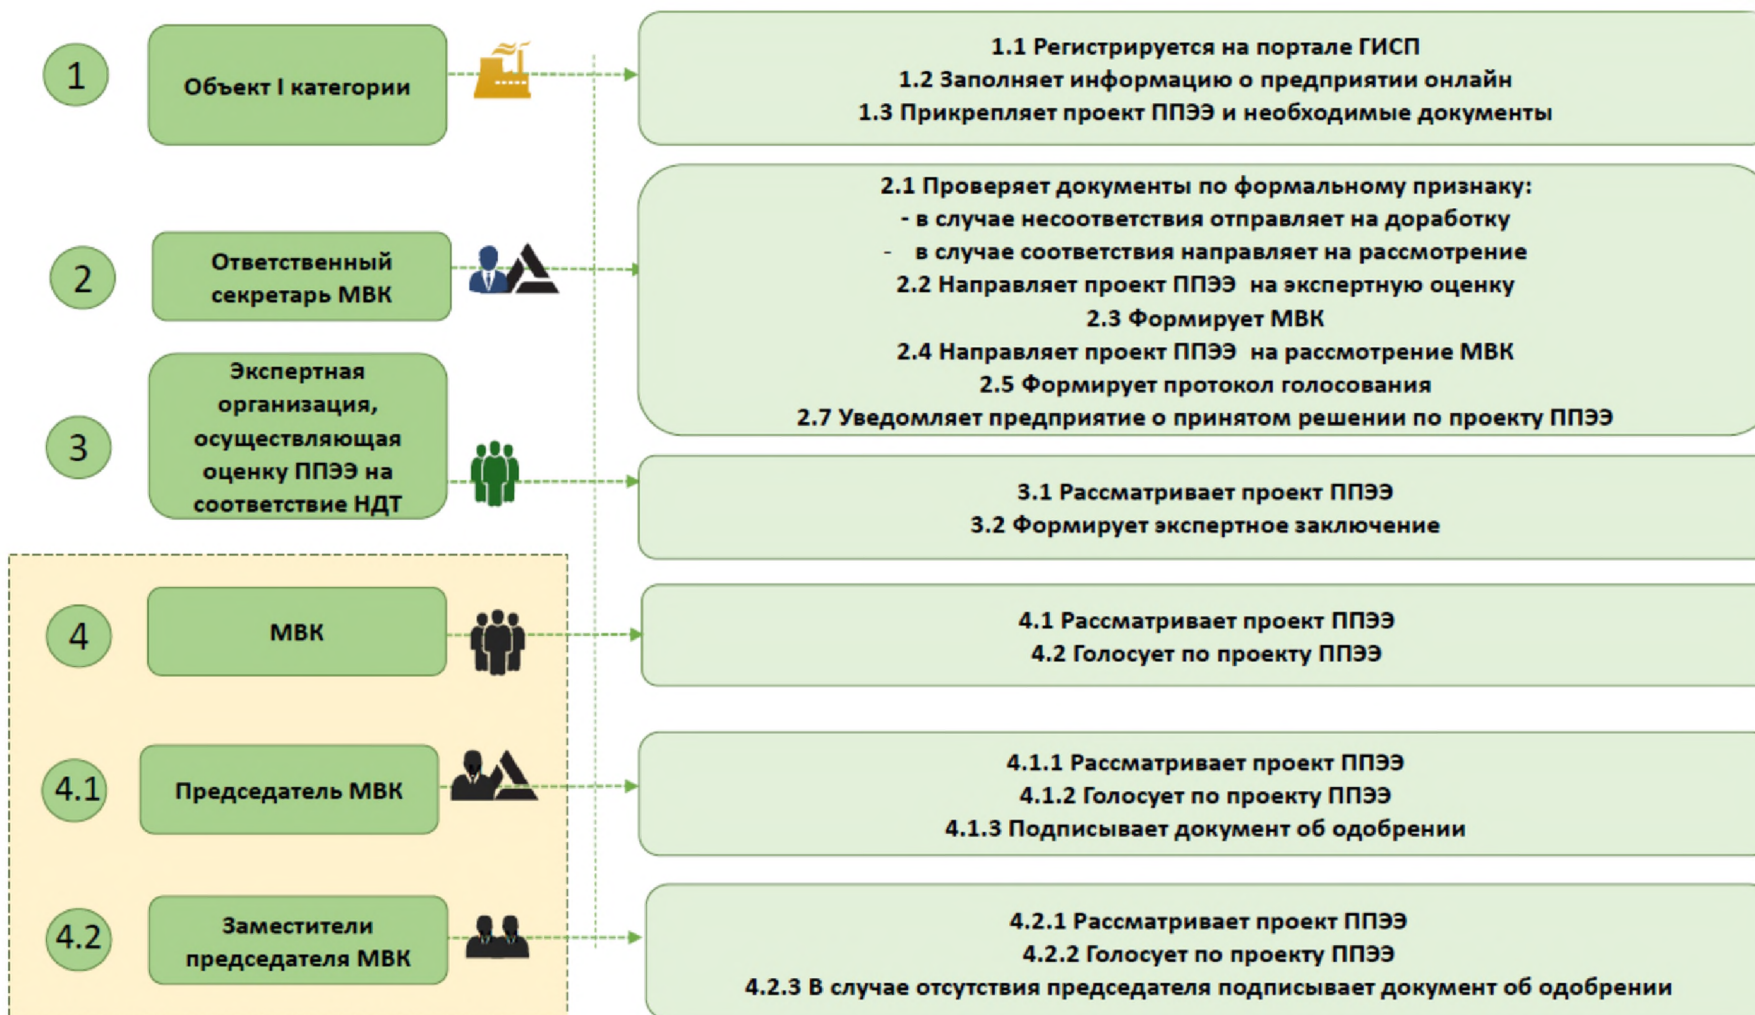 1
Объект I категории
1.1 Регистрируется на портале ГИСП
1.2 Заполняет информацию о предприятии онлайн
1.3 Прикрепляет проект ППЭЭ и необходимые документы
2
Ответственный
секретарь МВК
2.1 Проверяет документы по формальному признаку:
- в случае несоответствия отправляет на доработку
- в случае соответствия направляет на рассмотрение
2.2 Направляет проект ППЭЭ на экспертную оценку
2.3 Формирует МВК
2.4 Направляет проект ППЭЭ на рассмотрение МВК
2.5 Формирует протокол голосования
2.7 Уведомляет предприятие о принятом решении по проекту ППЭЭ
3
Экспертная
организация,
осуществляющая
оценку ППЭЭ на
соответствие НДТ
3.1 Рассматривает проект ППЭЭ
3.2 Формирует экспертное заключение
4
МВК
4.1 Рассматривает проект ППЭЭ
4.2 Голосует по проекту ППЭЭ
4.1
Председатель МВК
4.1.1 Рассматривает проект ППЭЭ
4.1.2 Голосует по проекту ППЭЭ
4.1.3 Подписывает документ об одобрении
4.2
Заместители
председателя МВК
4.2.1 Рассматривает проект ППЭЭ
4.2.2 Голосует по проекту ППЭЭ
4.2.3 В случае отсутствия председателя подписывает документ об одобрении